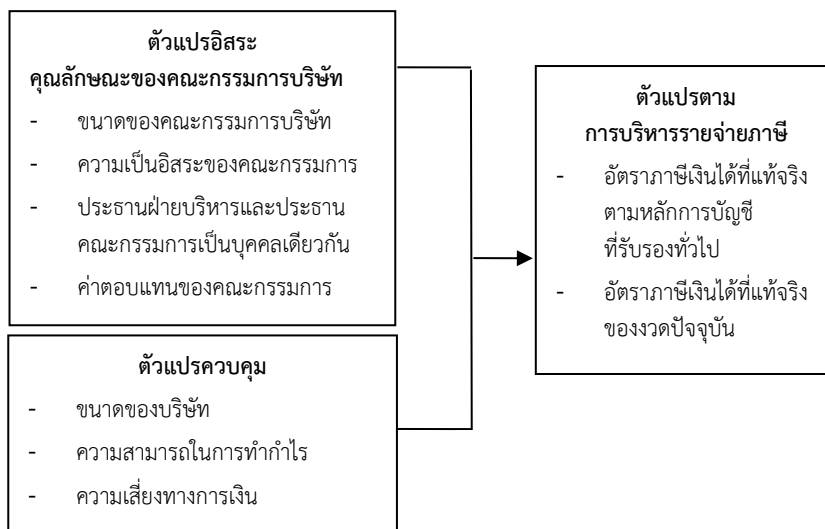 ตัวแปรอิสระ
คุณลักษณะของคณะกรรมการบริษัท
- ขนาดของคณะกรรมการบริษัท
- ความเป็นอิสระของคณะกรรมการ
- ประธานฝ่ายบริหารและประธาน
คณะกรรมการเป็นบุคคลเดียวกัน
- ค่าตอบแทนของคณะกรรมการ
ตัวแปรควบคุม
- ขนาดของบริษัท
- ความสามารถในการทำกำไร
- ความเสี่ยงทางการเงิน
ตัวแปรตาม
การบริหารรายจ่ายภาษี
- อัตราภาษีเงินได้ที่แท้จริง
ตามหลักการบัญชี
ที่รับรองทั่วไป
- อัตราภาษีเงินได้ที่แท้จริง
ของงวดปัจจุบัน